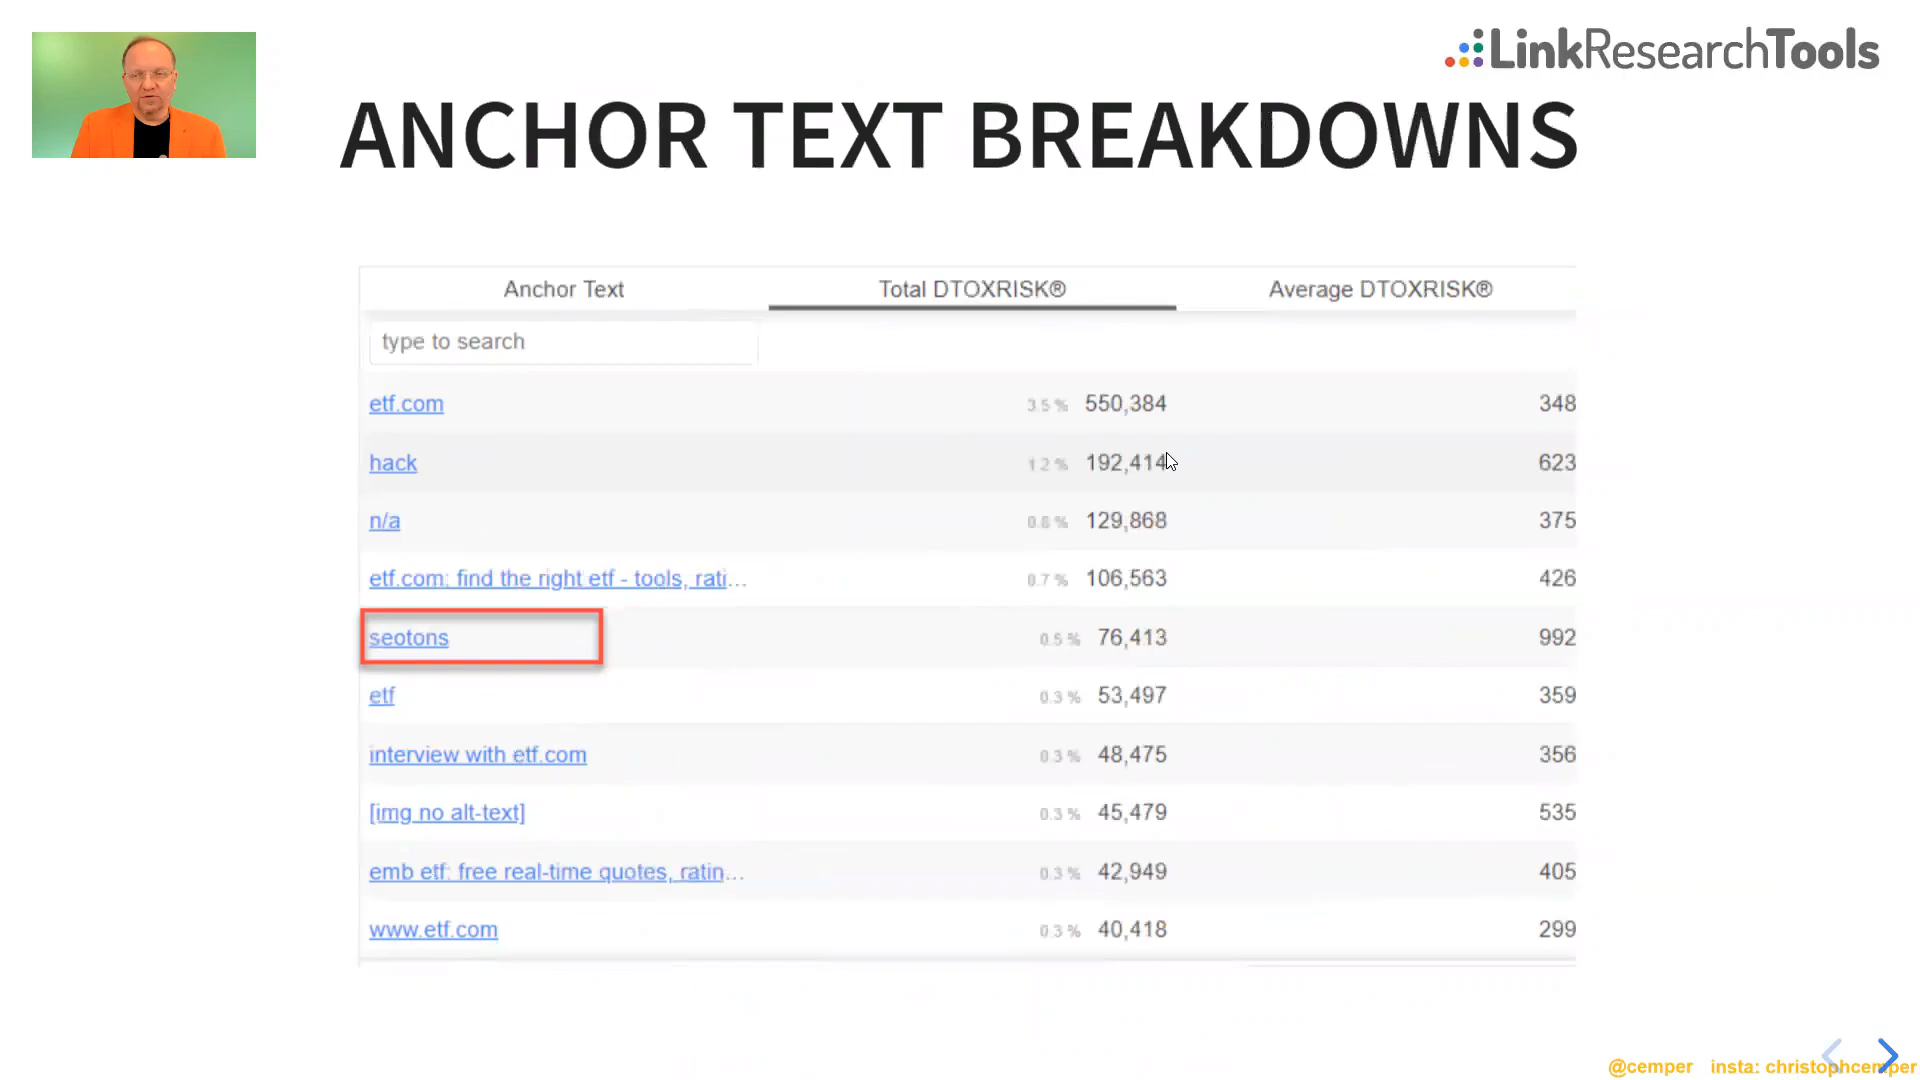 LinkResearchTools
ANCHOR TEXT BREAKDOWNS
Anchor Text Total DTOXRISK® Average DTOXRISK®
type to search
etf.com 3.5 % 550,384 348
hack 1.2 % 192,414 623
n/a 0.8 % 129,868 375
etf.com: find the right etf - tools, rati... 0.7 % 106,563 426
seotons 0.5 % 76,413 992
etf 0.3 % 53,497 359
interview with etf.com 0.3 % 48,475 356
[img no alt-text] 0.3 % 45,479 535
emb etf: free real-time quotes, ratin... 0.3 % 42,949 405
www.etf.com 0.3 % 40,418 299
@cemper insta: christophcemper